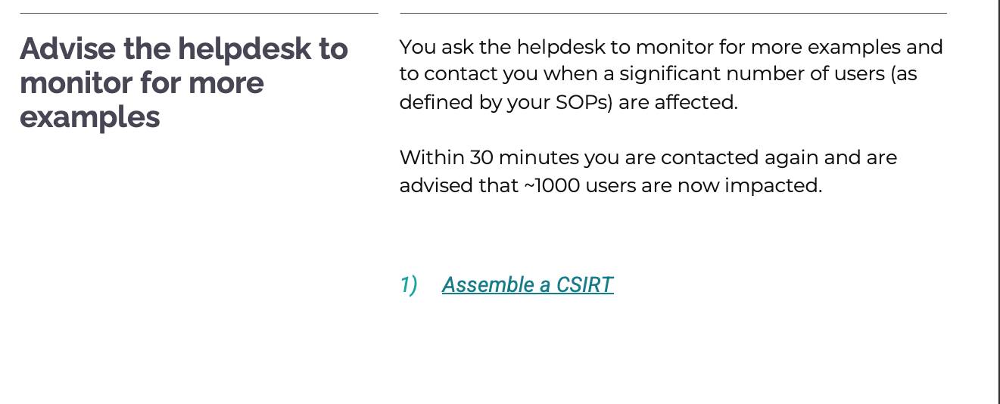 Advise the helpdesk to
monitor for more
examples
You ask the helpdesk to monitor for more examples and
to contact you when a significant number of users (as
defined by your SOPs) are affected.
Within 30 minutes you are contacted again and are
advised that ~1000 users are now impacted.
1) Assemble a CSIRT